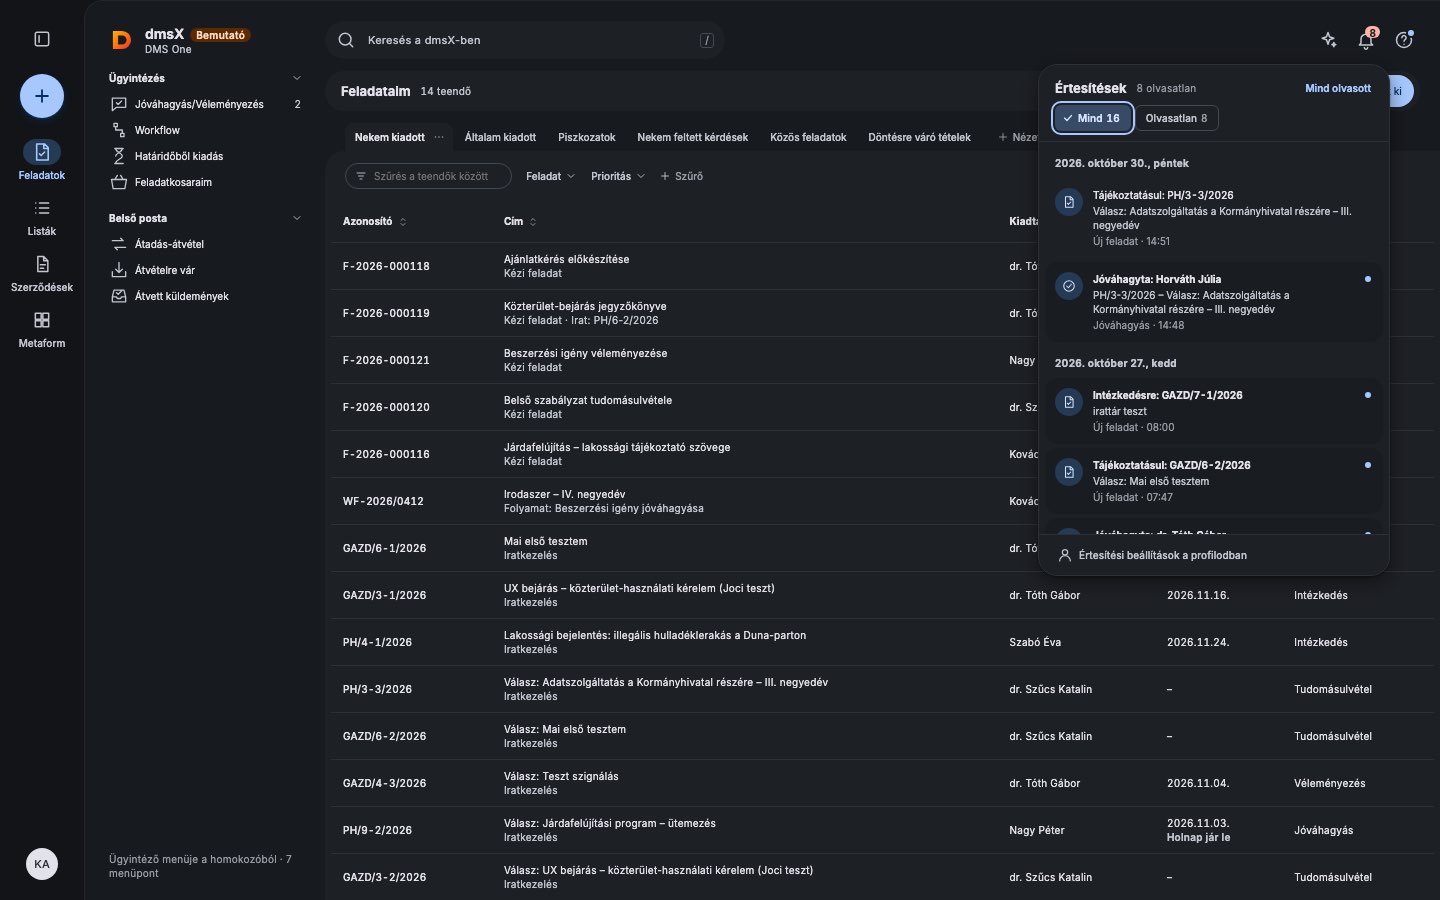 dmsX Bemutató
DMS One
Keresés a dmsX-ben
/
8
Ügyintézés
Jóváhagyás/Véleményezés 2
Workflow
Határidőből kiadás
Feladatkosaraim
Belső posta
Átadás-átvétel
Átvételre vár
Átvett küldemények
Ügyintéző menüje a homokozóból · 7
menüpont
Feladatok
Listák
Szerződések
Metaform
KA
Feladataim 14 teendő
ki
Nekem kiadott ··· Általam kiadott Piszkozatok Nekem feltett kérdések Közös feladatok Döntésre váró tételek
Szűrés a teendők között Feladat Prioritás + Szűrő
Azonosító Cím
F-2026-000118 Ajánlatkérés előkészítése dr. Tó
Kézi feladat
F-2026-000119 Közterület-bejárás jegyzőkönyve dr. Tó
Kézi feladat · Irat: PH/6-2/2026
F-2026-000121 Beszerzési igény véleményezése Nagy
Kézi feladat
F-2026-000120 Belső szabályzat tudomásulvétele dr. Sz
Kézi feladat
F-2026-000116 Járdafelújítás – lakossági tájékoztató szövege
Kézi feladat
WF-2026/0412 Irodaszer – IV. negyedév
Folyamat: Beszerzési igény jóváhagyása
GAZD/6-1/2026 Mai első tesztem dr. Tó
Iratkezelés
GAZD/3-1/2026 UX bejárás – közterület-használati kérelem (Joci teszt) dr. Tóth Gábor 2026.11.16. Intézkedés
Iratkezelés
PH/4-1/2026 Lakossági bejelentés: illegális hulladéklerakás a Duna-parton Szabó Éva 2026.11.24. Intézkedés
Iratkezelés
PH/3-3/2026 Válasz: Adatszolgáltatás a Kormányhivatal részére – III. negyedév dr. Szűcs Katalin – Tudomásulvétel
Iratkezelés
GAZD/6-2/2026 Válasz: Mai első tesztem dr. Szűcs Katalin – Tudomásulvétel
Iratkezelés
GAZD/4-3/2026 Válasz: Teszt szignálás dr. Tóth Gábor 2026.11.04. Véleményezés
Iratkezelés
PH/9-2/2026 Válasz: Járdafelújítási program – ütemezés Nagy Péter 2026.11.03. Jóváhagyás
Iratkezelés Holnap jár le
GAZD/3-2/2026 Válasz: UX bejárás – közterület-használati kérelem (Joci teszt) dr. Szűcs Katalin – Tudomásulvétel
Iratkezelés
Értesítések 8 olvasatlan Mind olvasott
Mind 16 Olvasatlan 8
2026. október 30., péntek
Tájékoztatásul: PH/3-3/2026
Válasz: Adatszolgáltatás a Kormányhivatal részére – III.
negyedév
Új feladat · 14:51
Jóváhagyta: Horváth Júlia
PH/3-3/2026 – Válasz: Adatszolgáltatás a
Kormányhivatal részére – III. negyedév
Jóváhagyás · 14:48
2026. október 27., kedd
Intézkedésre: GAZD/7-1/2026
irattár teszt
Új feladat · 08:00
Tájékoztatásul: GAZD/6-2/2026
Válasz: Mai első tesztem
Új feladat · 07:47
Jóváhagyta: dr. Tóth Gábor
Értesítési beállítások a profilodban